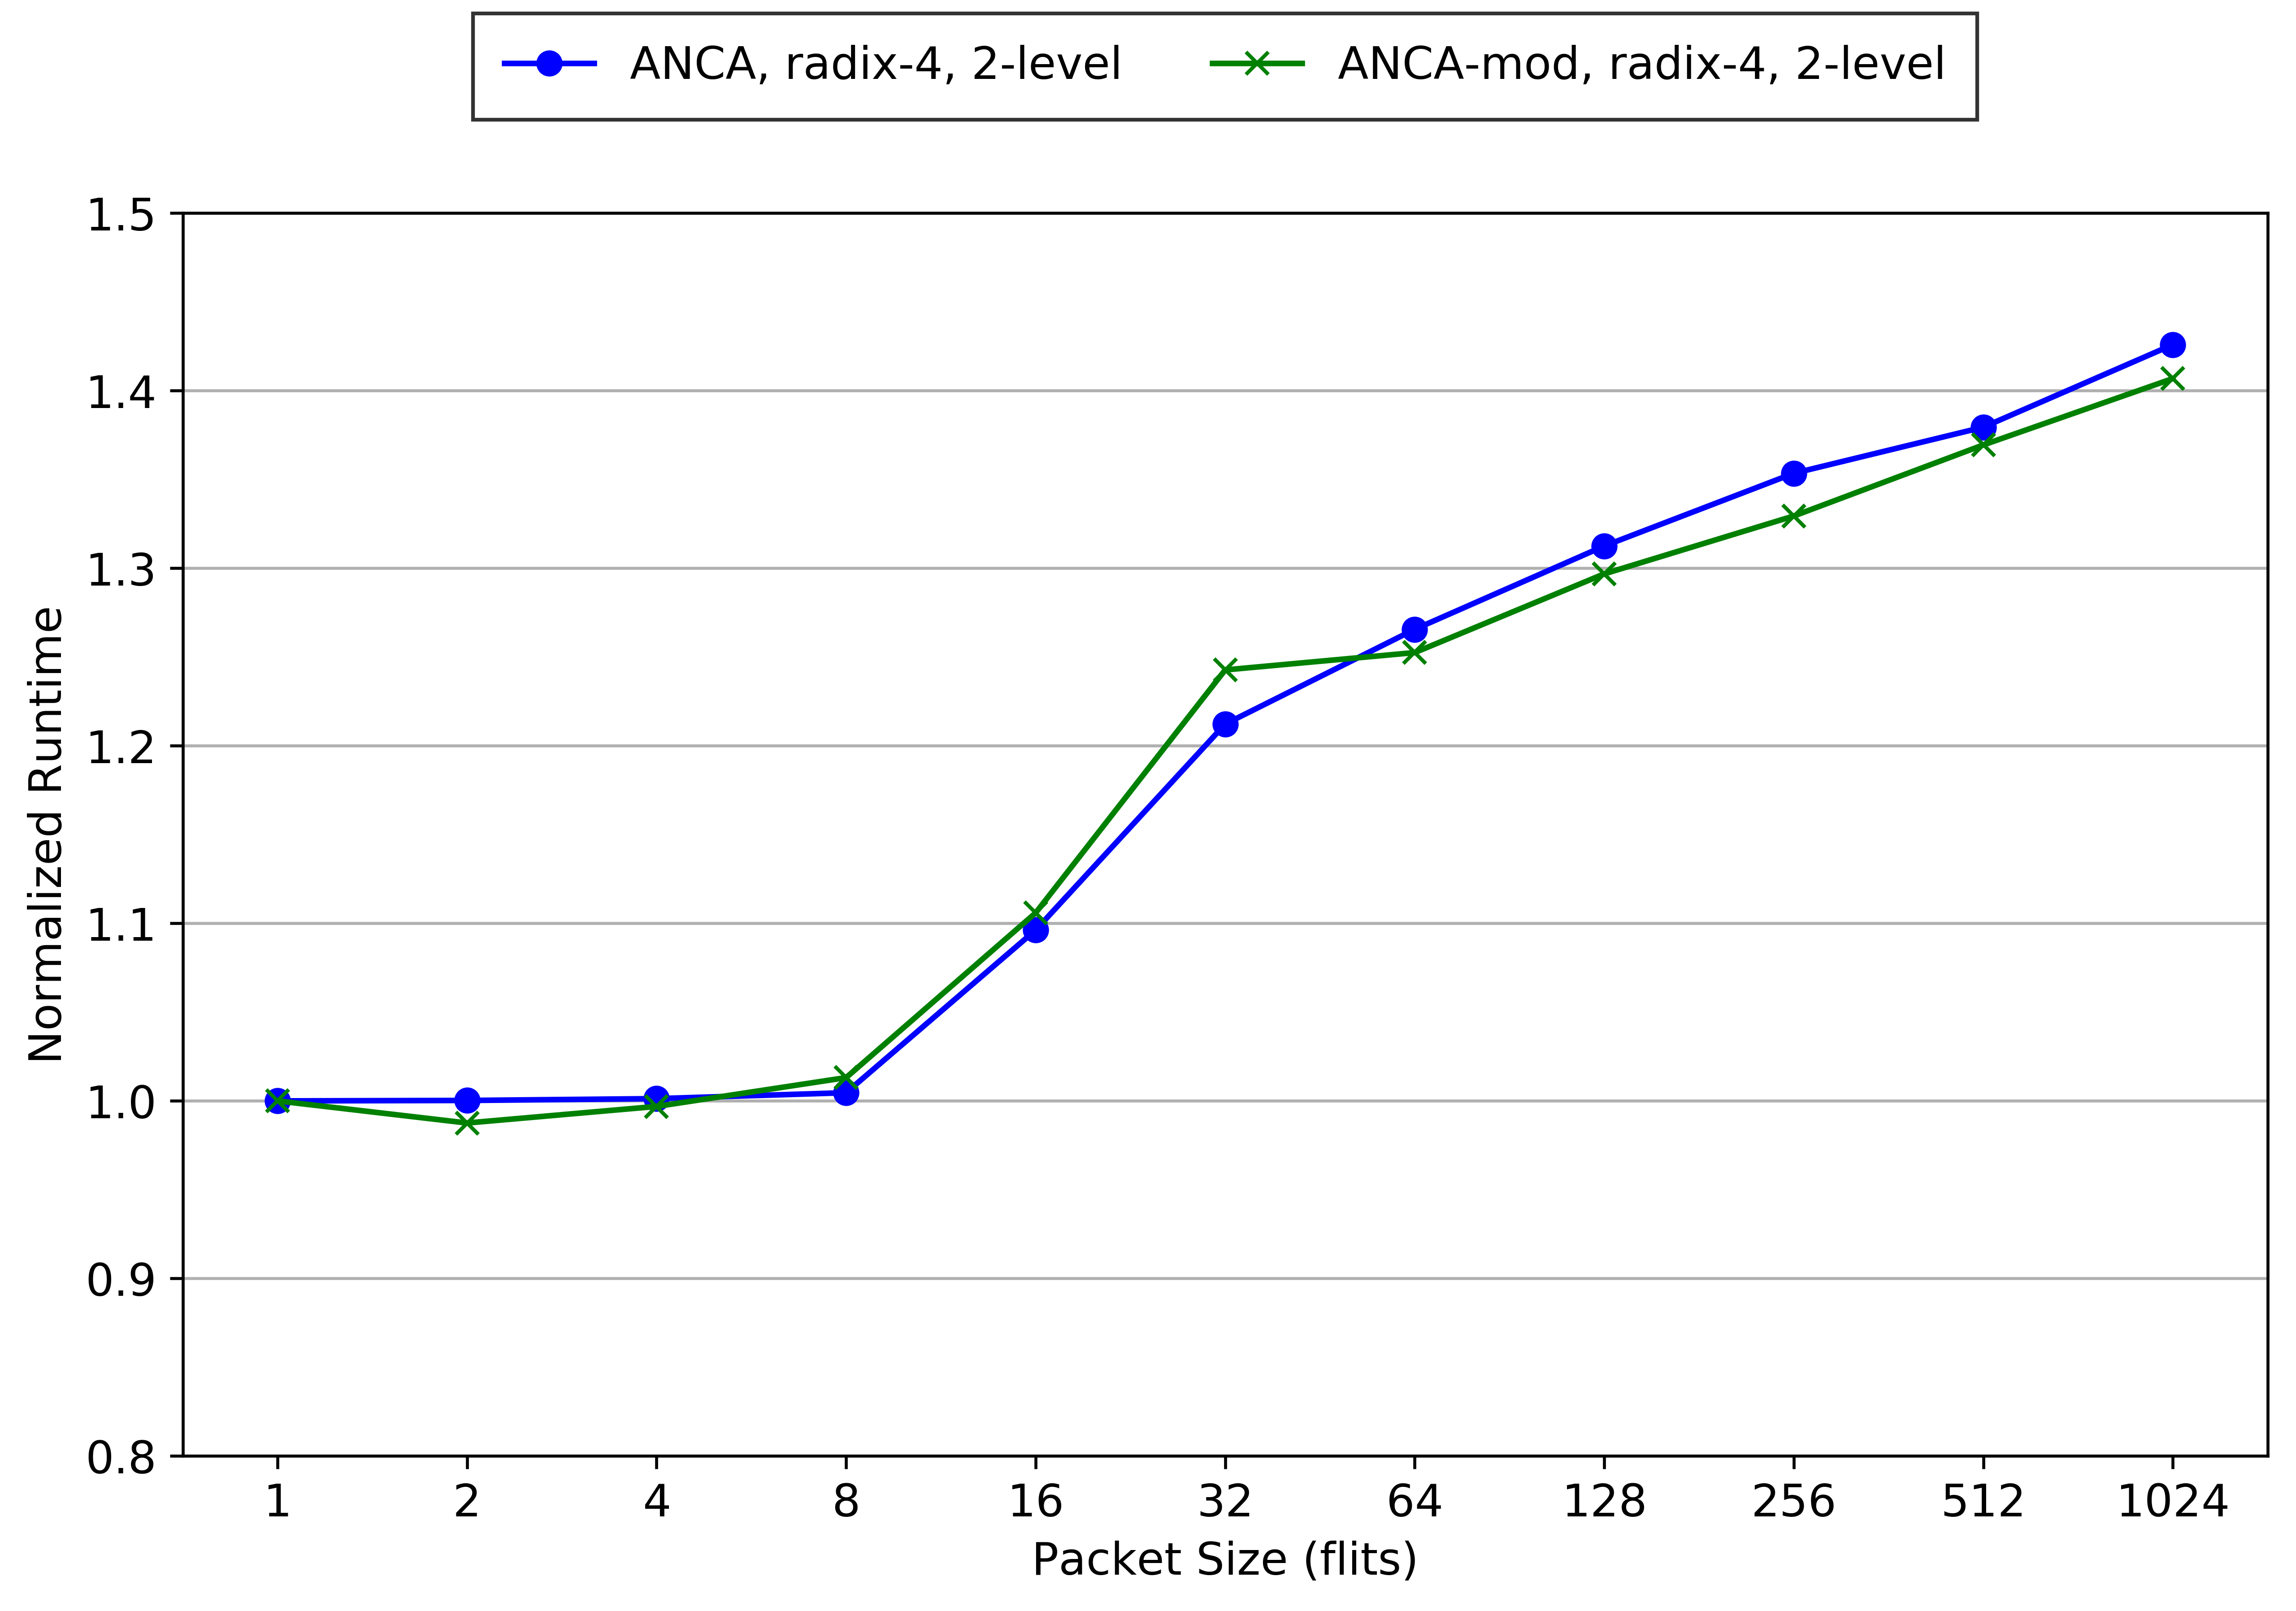 ANCA, radix-4, 2-level ANCA-mod, radix-4, 2-level
1.5
1.4
1.3
1.2
1.1
1.0
0.9
0.8
Normalized Runtime
1 2 4 8 16 32 64 128 256 512 1024
Packet Size (flits)